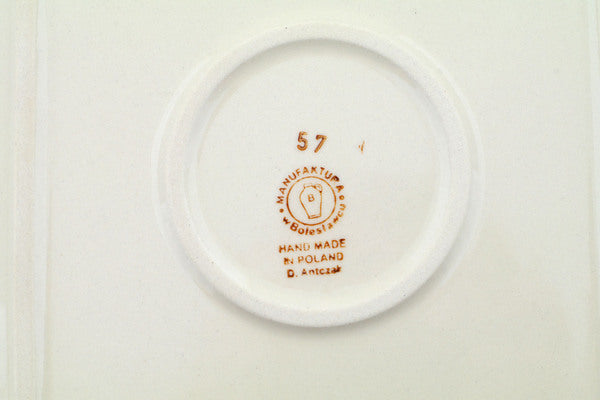 57
MANUFAKTURA
B
w Bolesławcu
HAND MADE
IN POLAND
D. Antczak